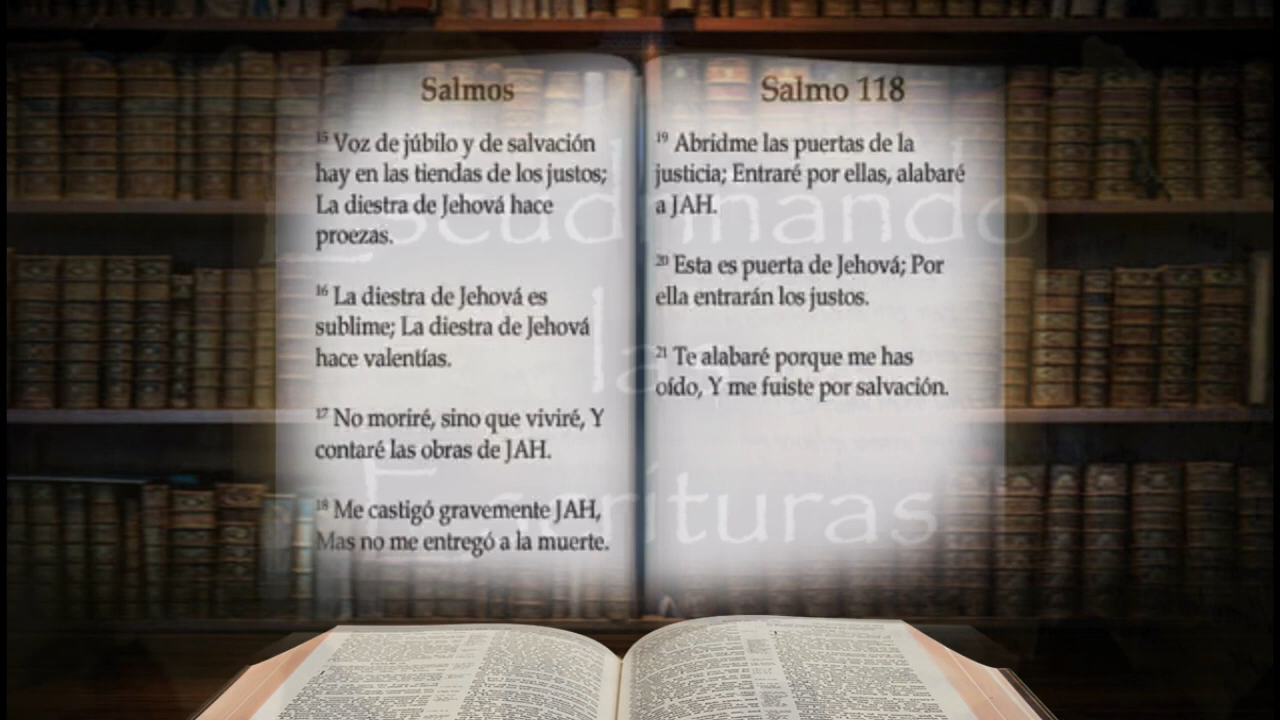 Salmos
15 Voz de júbilo y de salvación
hay en las tiendas de los justos;
La diestra de Jehová hace
proezas.
16 La diestra de Jehová es
sublime; La diestra de Jehová
hace valentías.
17 No moriré, sino que viviré, Y
contaré las obras de JAH.
18 Me castigó gravemente JAH,
Mas no me entregó a la muerte.
Salmo 118
19 Abridme las puertas de la
justicia; Entraré por ellas, alabaré
a JAH.
20 Esta es puerta de Jehová; Por
ella entrarán los justos.
21 Te alabaré porque me has
oído, Y me fuiste por salvación.
Escudriñando
las
Escrituras